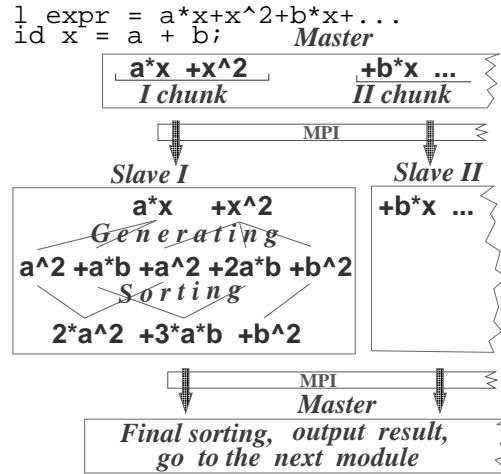 l expr = a*x+x^2+b*x+...
id x = a + b;
Master
a*x +x^2 +b*x ...
I chunk II chunk
MPI
Slave I Slave II
a*x +x^2 +b*x ...
Generating
a^2 +a*b +a^2 +2a*b +b^2
Sorting
2*a^2 +3*a*b +b^2
MPI
Master
Final sorting, output result,
go to the next module